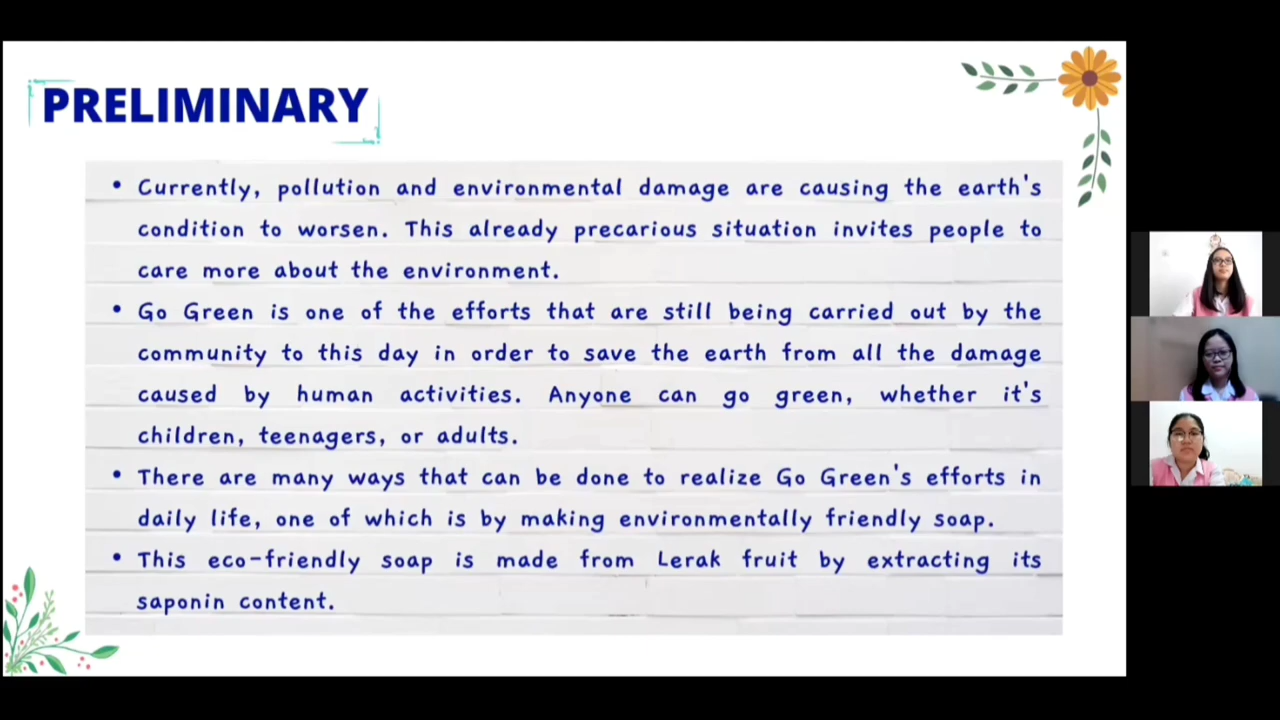 PRELIMINARY
• Currently, pollution and environmental damage are causing the earth's
condition to worsen. This already precarious situation invites people to
care more about the environment.
• Go Green is one of the efforts that are still being carried out by the
community to this day in order to save the earth from all the damage
caused by human activities. Anyone can go green, whether it's
children, teenagers, or adults.
• There are many ways that can be done to realize Go Green's efforts in
daily life, one of which is by making environmentally friendly soap.
• This eco-friendly soap is made from Lerak fruit by extracting its
saponin content.